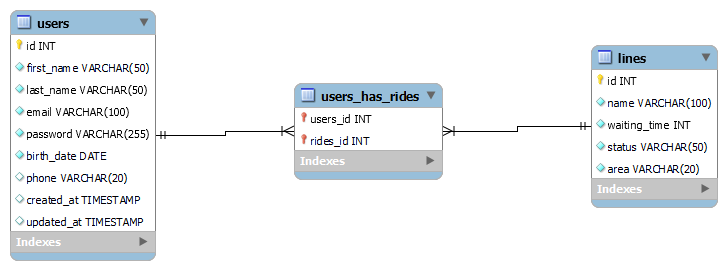 users
id INT
first_name VARCHAR(50)
last_name VARCHAR(50)
email VARCHAR(100)
password VARCHAR(255)
birth_date DATE
phone VARCHAR(20)
created_at TIMESTAMP
updated_at TIMESTAMP
Indexes
users_has_rides
users_id INT
rides_id INT
Indexes
lines
id INT
name VARCHAR(100)
waiting_time INT
status VARCHAR(50)
area VARCHAR(20)
Indexes